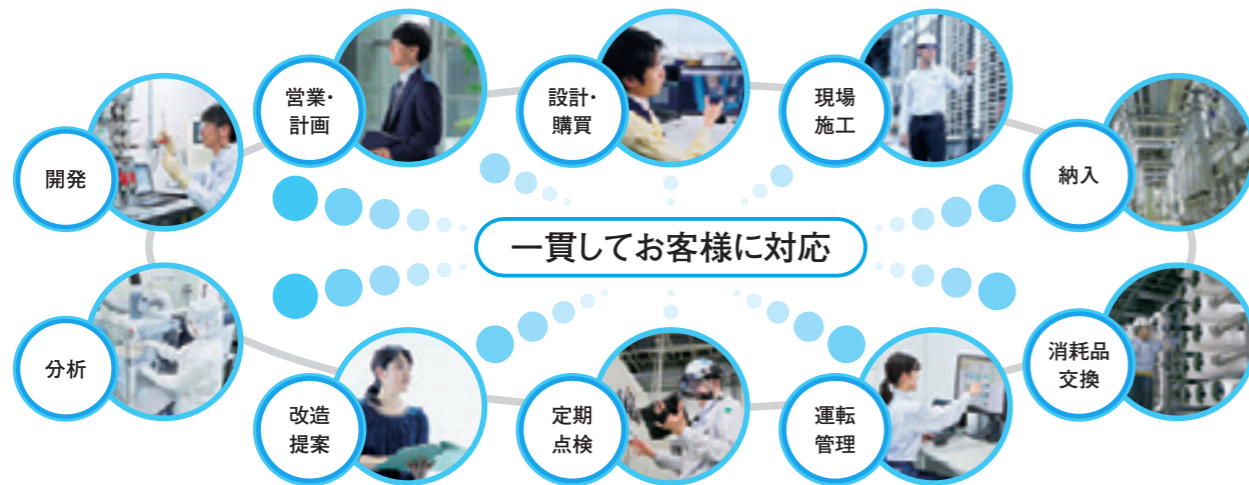 営業・
計画
設計・
購買
現場
施工
開発
納入
一貫してお客様に対応
分析
改造
提案
定期
点検
運転
管理
消耗品
交換